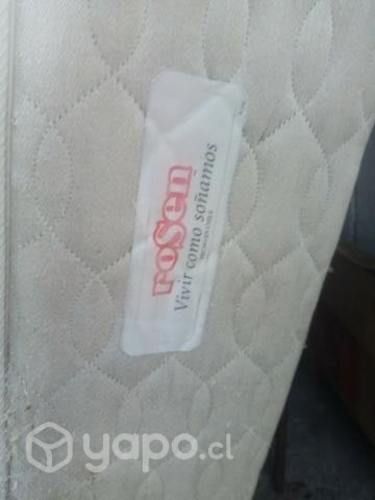 rosen
Vivir como soñamos
yapo.cl